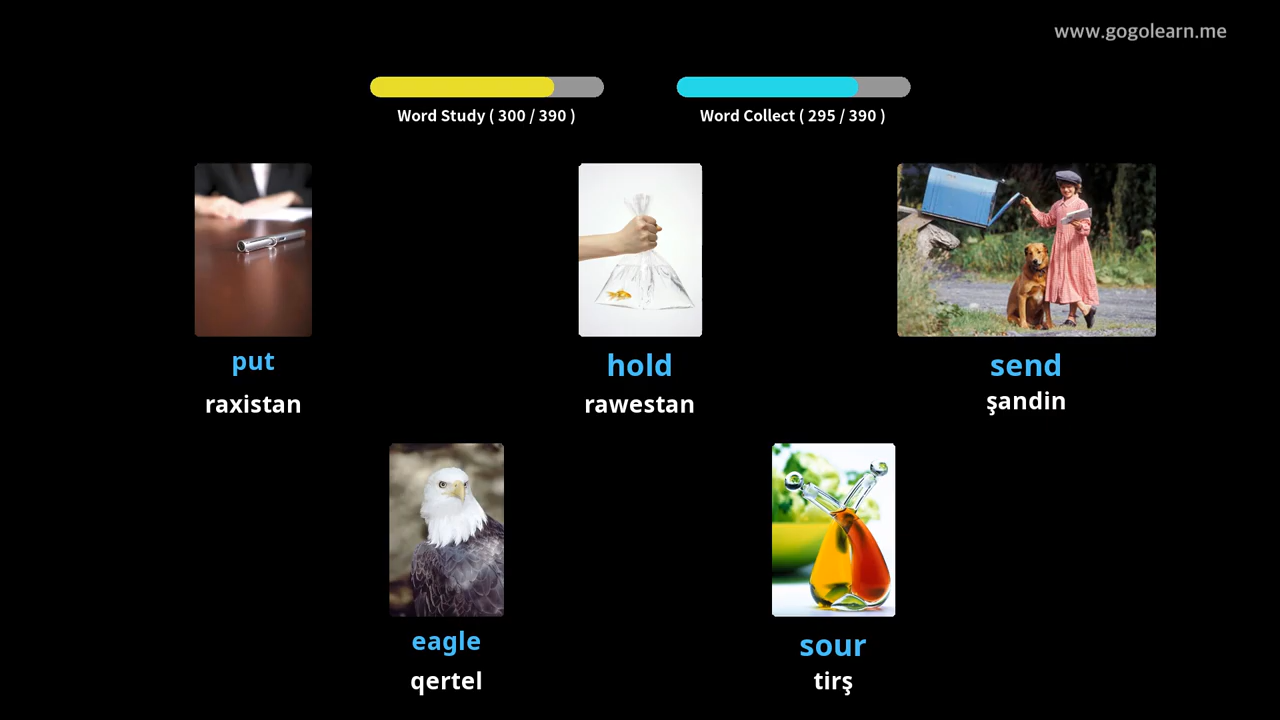 www.gogolearn.me
Word Study ( 300 / 390 )
Word Collect ( 295 / 390 )
put
raxistan
hold
rawestan
send
şandin
eagle
qertel
sour
tirş